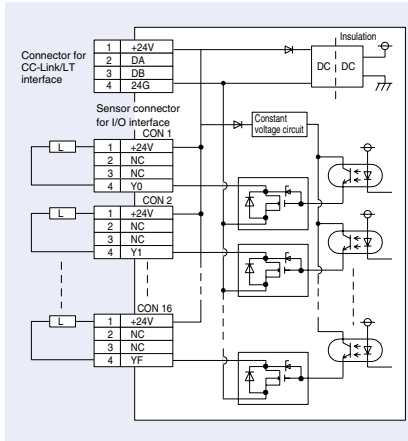 Insulation
Connector for
CC-Link/LT
interface
1 +24V
2 DA
3 DB
4 24G
DC DC
Sensor connector
for I/O interface
Constant
voltage circuit
CON 1
L
1 +24V
2 NC
3 NC
4 Y0
CON 2
L
1 +24V
2 NC
3 NC
4 Y1
CON 16
L
1 +24V
2 NC
3 NC
4 YF